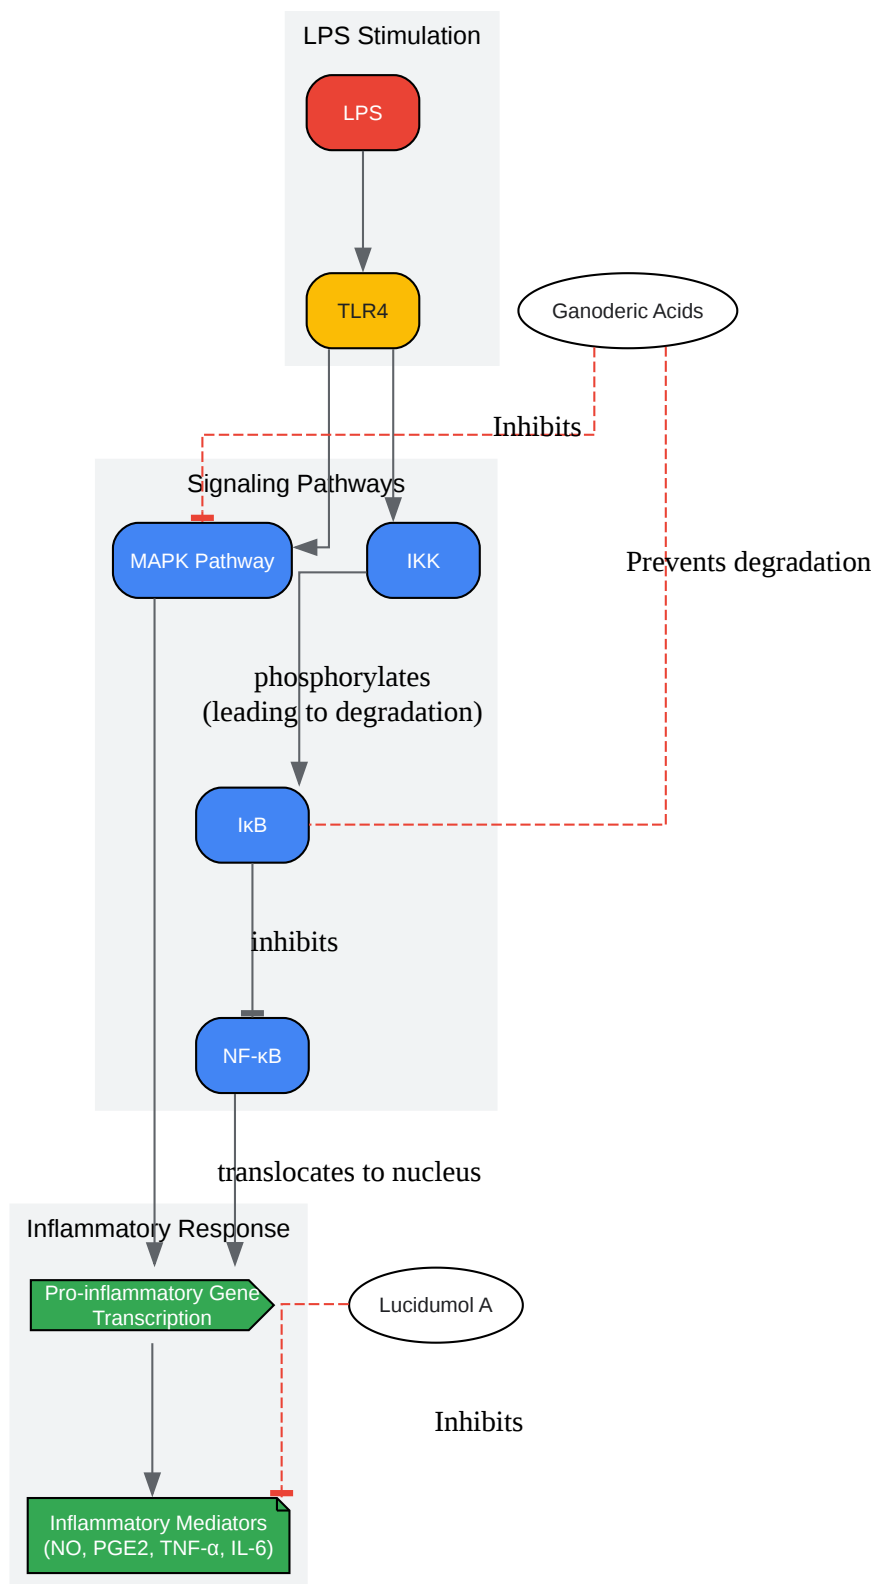 LPS Stimulation
LPS
TLR4
Ganoderic Acids
Inhibits
Signaling Pathways
MAPK Pathway
IKK
Prevents degradation
phosphorylates
(leading to degradation)
IκB
inhibits
NF-κB
translocates to nucleus
Inflammatory Response
Pro-inflammatory Gene
Transcription
Lucidumol A
Inhibits
Inflammatory Mediators
(NO, PGE2, TNF-α, IL-6)